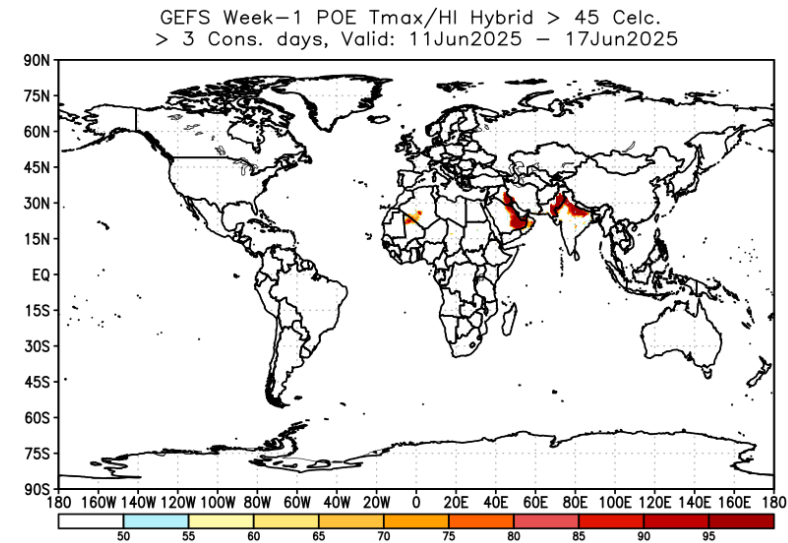 GEFS Week-1 POE Tmax/HI Hybrid > 45 Celc.
> 3 Cons. days, Valid: 11Jun2025 - 17Jun2025
90N
75N
60N
45N
30N
15N
EQ
15S
30S
45S
60S
75S
90S
180 160W 140W 120W 100W 80W 60W 40W 20W 0 20E 40E 60E 80E 100E 120E 140E 160E 180
50 55 60 65 70 75 80 85 90 95